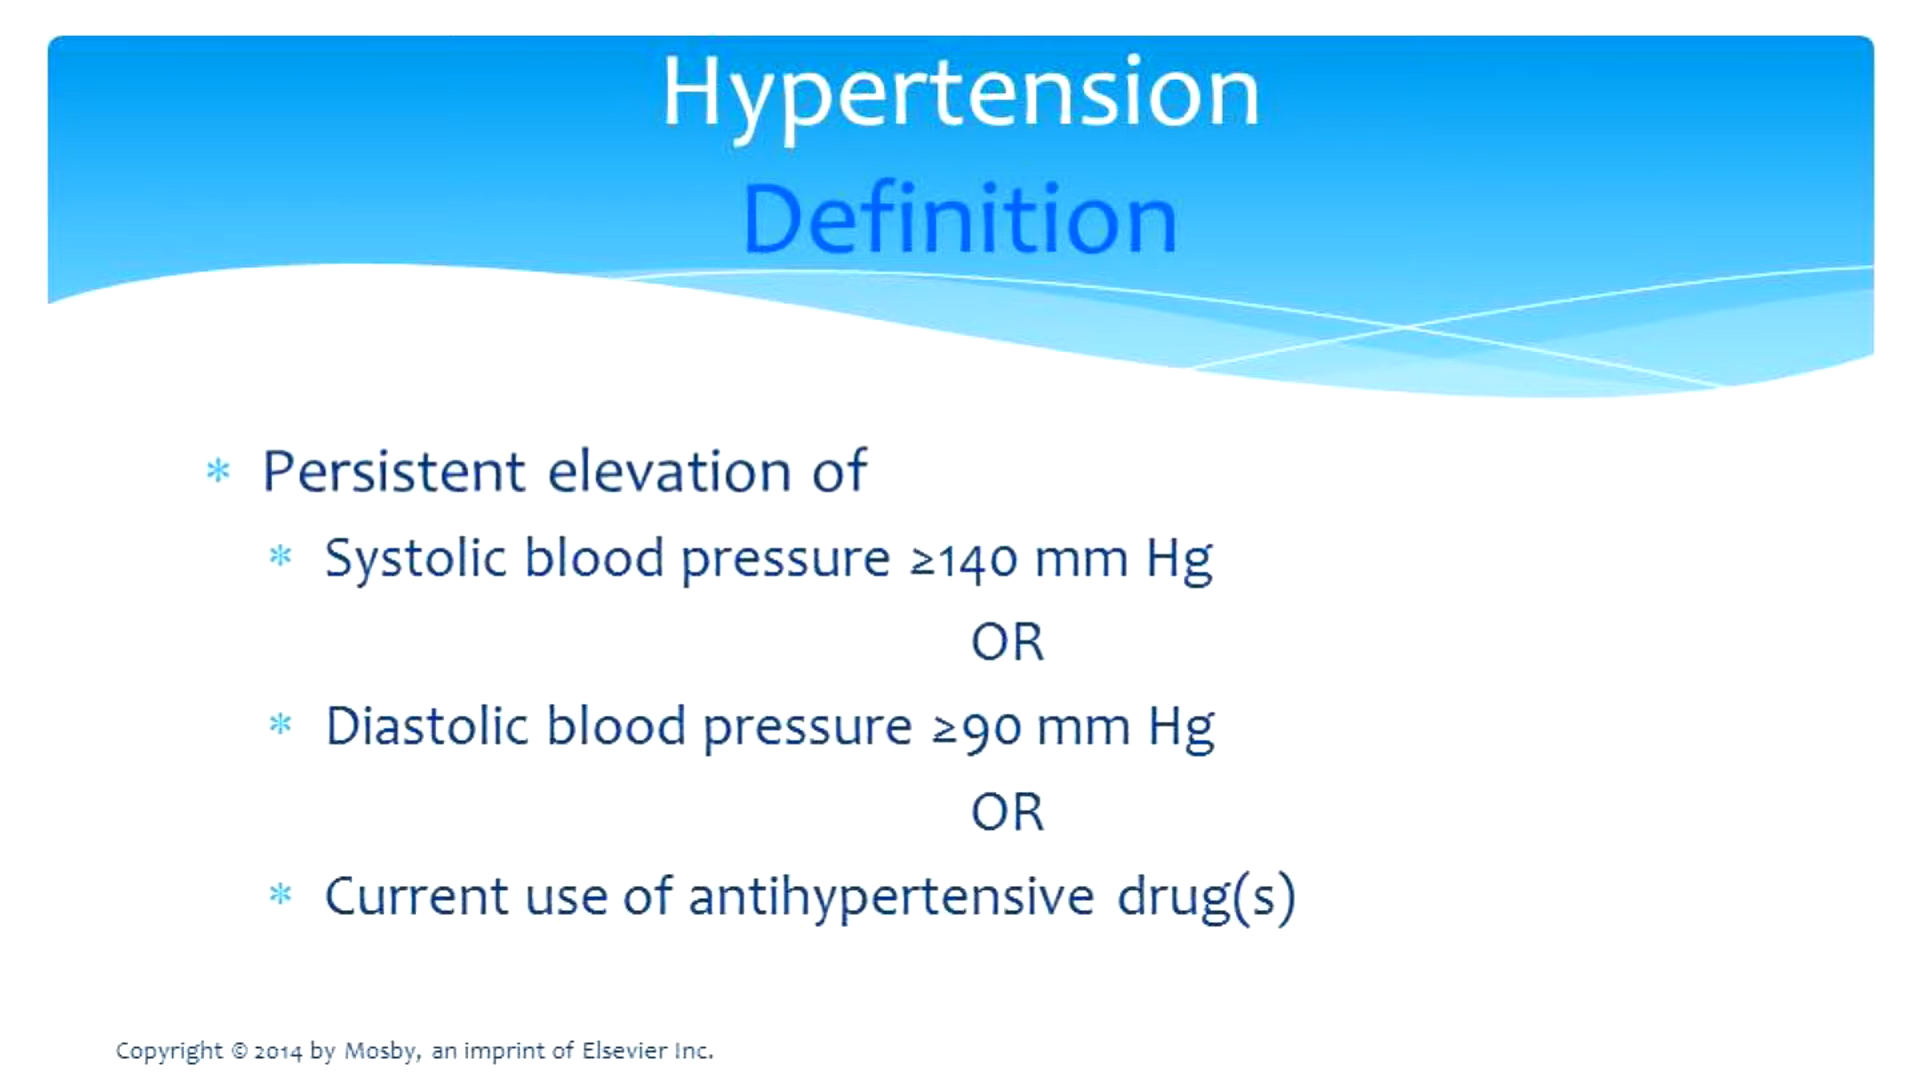 Hypertension
Definition
* Persistent elevation of
* Systolic blood pressure ≥140 mm Hg
OR
* Diastolic blood pressure ≥90 mm Hg
OR
* Current use of antihypertensive drug(s)
Copyright © 2014 by Mosby, an imprint of Elsevier Inc.